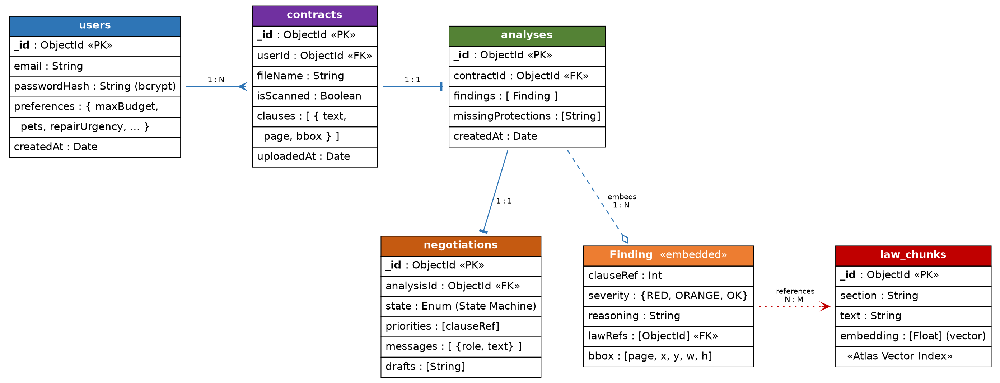 users
_id : ObjectId «PK»
email : String
passwordHash : String (bcrypt)
preferences : { maxBudget,
pets, repairUrgency, ... }
createdAt : Date
1 : N
contracts
_id : ObjectId «PK»
userId : ObjectId «FK»
fileName : String
isScanned : Boolean
clauses : [ { text,
page, bbox } ]
uploadedAt : Date
1 : 1
analyses
_id : ObjectId «PK»
contractId : ObjectId «FK»
findings : [ Finding ]
missingProtections : [String]
createdAt : Date
1 : 1
embeds
1 : N
negotiations
_id : ObjectId «PK»
analysisId : ObjectId «FK»
state : Enum (State Machine)
priorities : [clauseRef]
messages : [ {role, text} ]
drafts : [String]
Finding «embedded»
clauseRef : Int
severity : {RED, ORANGE, OK}
reasoning : String
lawRefs : [ObjectId] «FK»
bbox : [page, x, y, w, h]
references
N : M
law_chunks
_id : ObjectId «PK»
section : String
text : String
embedding : [Float] (vector)
«Atlas Vector Index»